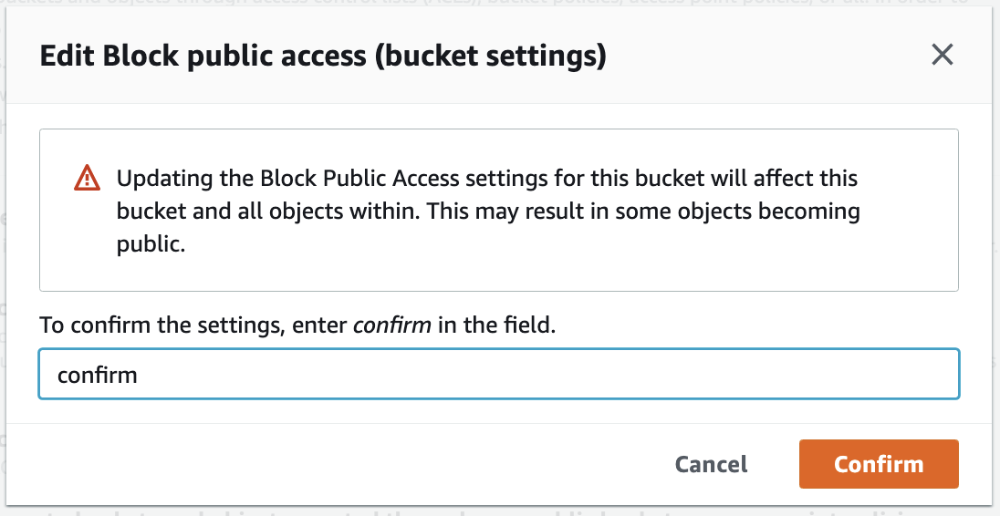 Edit Block public access (bucket settings)
Updating the Block Public Access settings for this bucket will affect this
bucket and all objects within. This may result in some objects becoming
public.
To confirm the settings, enter confirm in the field.
confirm
Cancel
Confirm